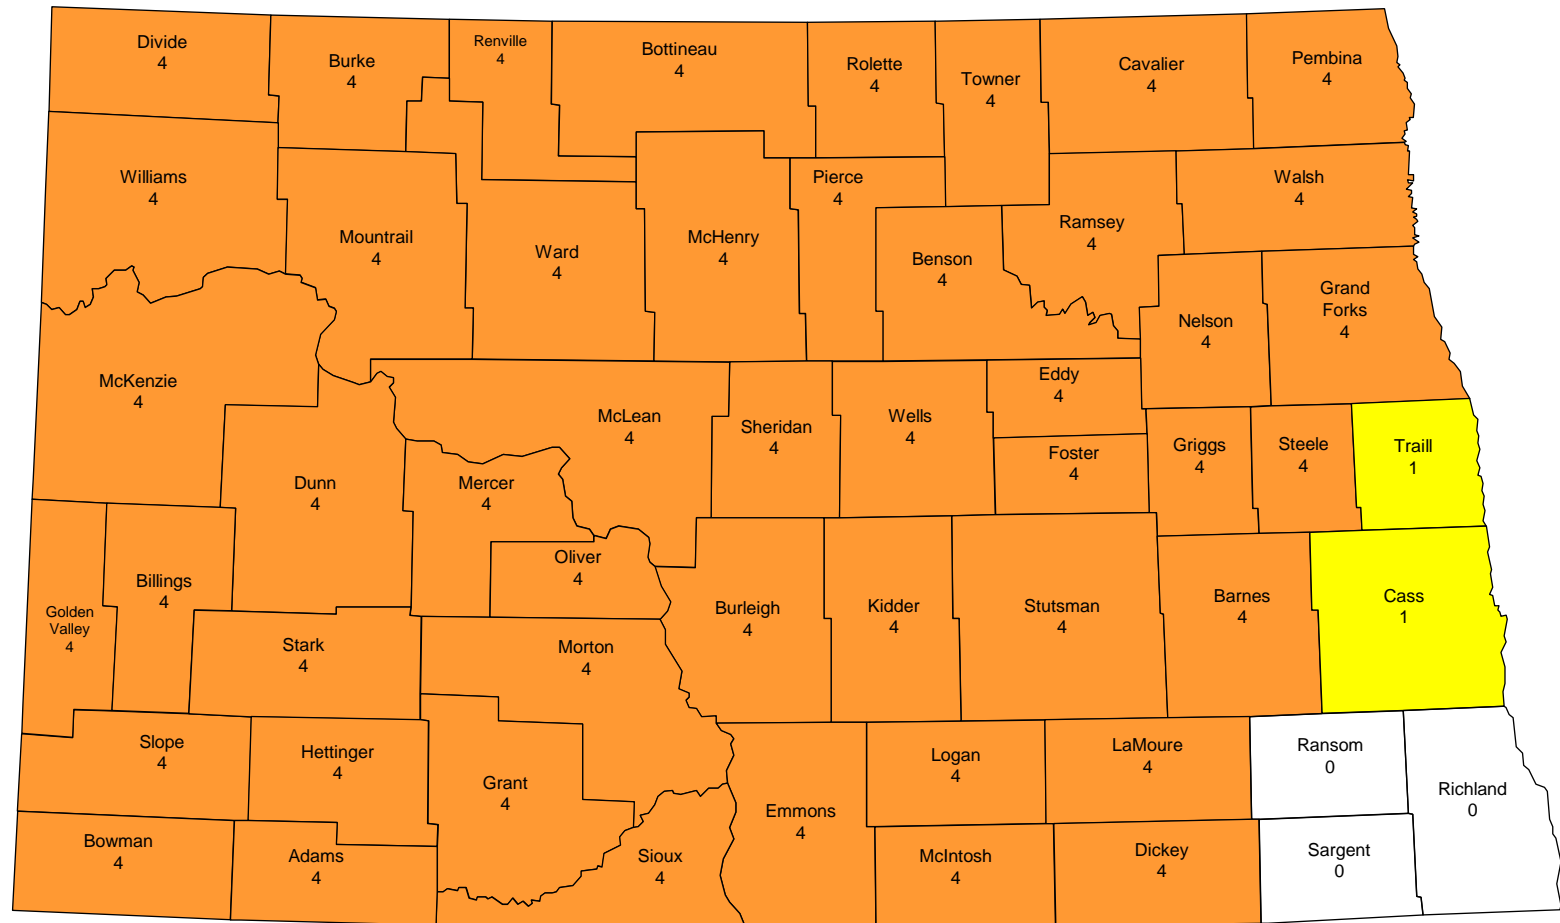 Divide
4
Burke
4
Renville
4
Bottineau
4
Rolette
4
Towner
4
Cavalier
4
Pembina
4
Williams
4
Mountrail
4
Ward
4
McHenry
4
Pierce
4
Benson
4
Ramsey
4
Walsh
4
Nelson
4
Grand
Forks
4
McKenzie
4
Dunn
4
Mercer
4
McLean
4
Sheridan
4
Wells
4
Eddy
4
Foster
4
Griggs
4
Steele
4
Traill
1
Golden
Valley
4
Billings
4
Stark
4
Oliver
4
Morton
4
Burleigh
4
Kidder
4
Stutsman
4
Barnes
4
Cass
1
Slope
4
Hettinger
4
Grant
4
Bowman
4
Adams
4
Sioux
4
Emmons
4
Logan
4
LaMoure
4
McIntosh
4
Dickey
4
Ransom
0
Richland
0
Sargent
0